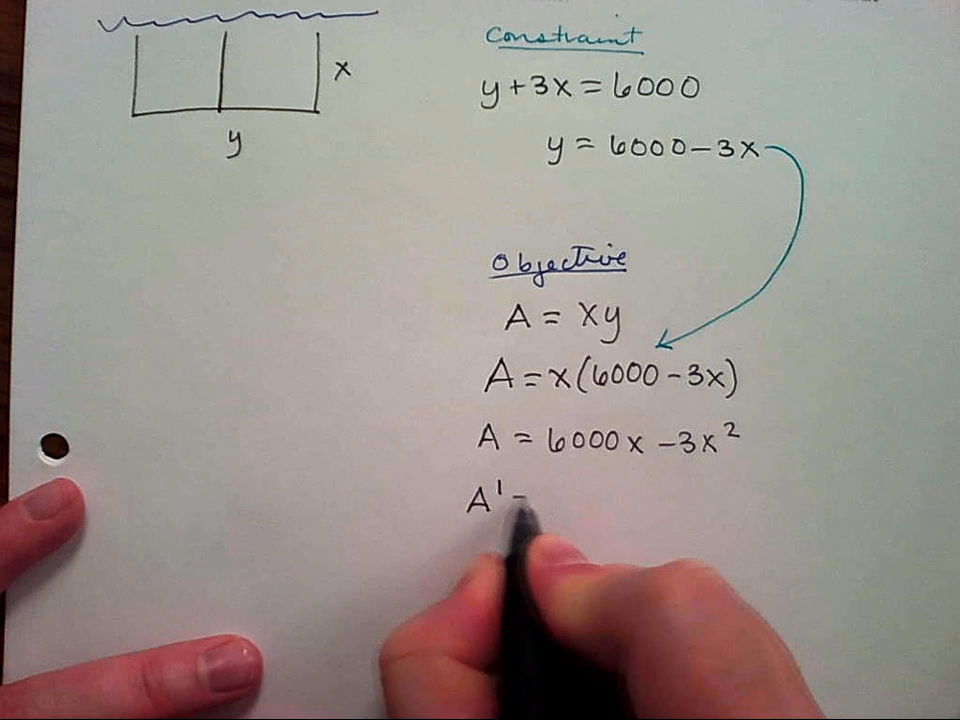 x
y
Constraint
y + 3x = 6000
y = 6000 - 3x
Objective
A = xy
A = x(6000 - 3x)
A = 6000x - 3x²
A' =